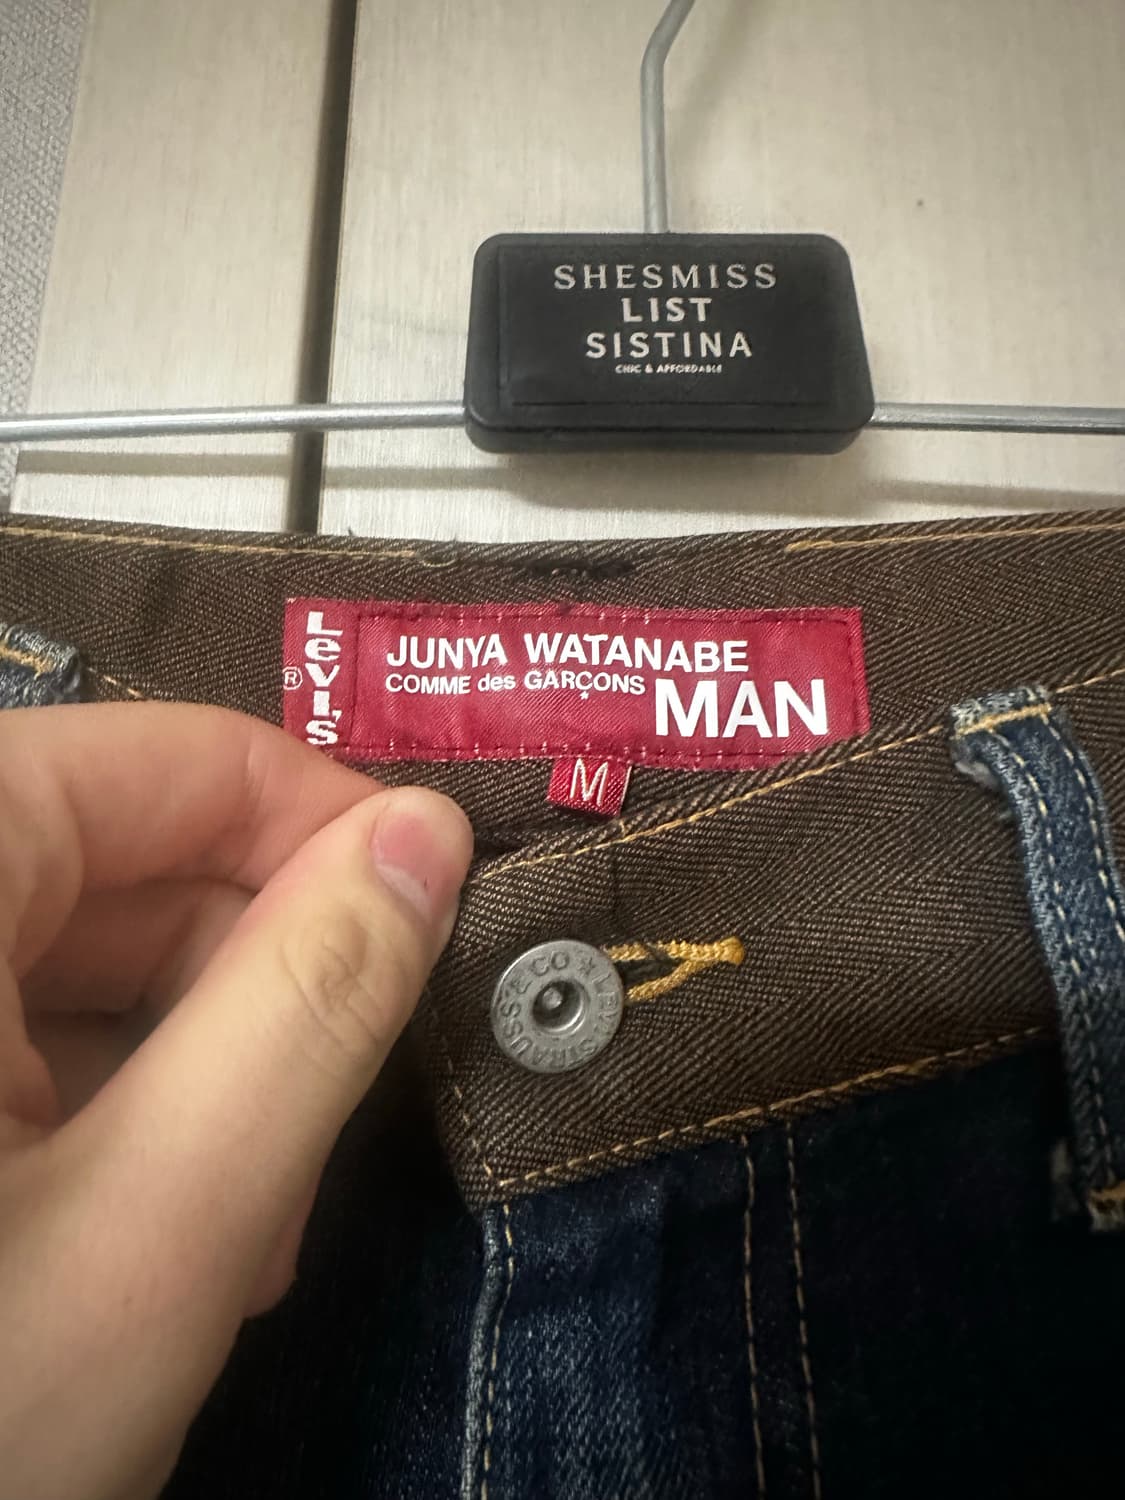 SHESMISS
LIST
SISTINA
CHIC & AFFORDABLE
Levi's
®
JUNYA WATANABE
COMME des GARÇONS
MAN
M
LEVI STRAUSS & CO ★